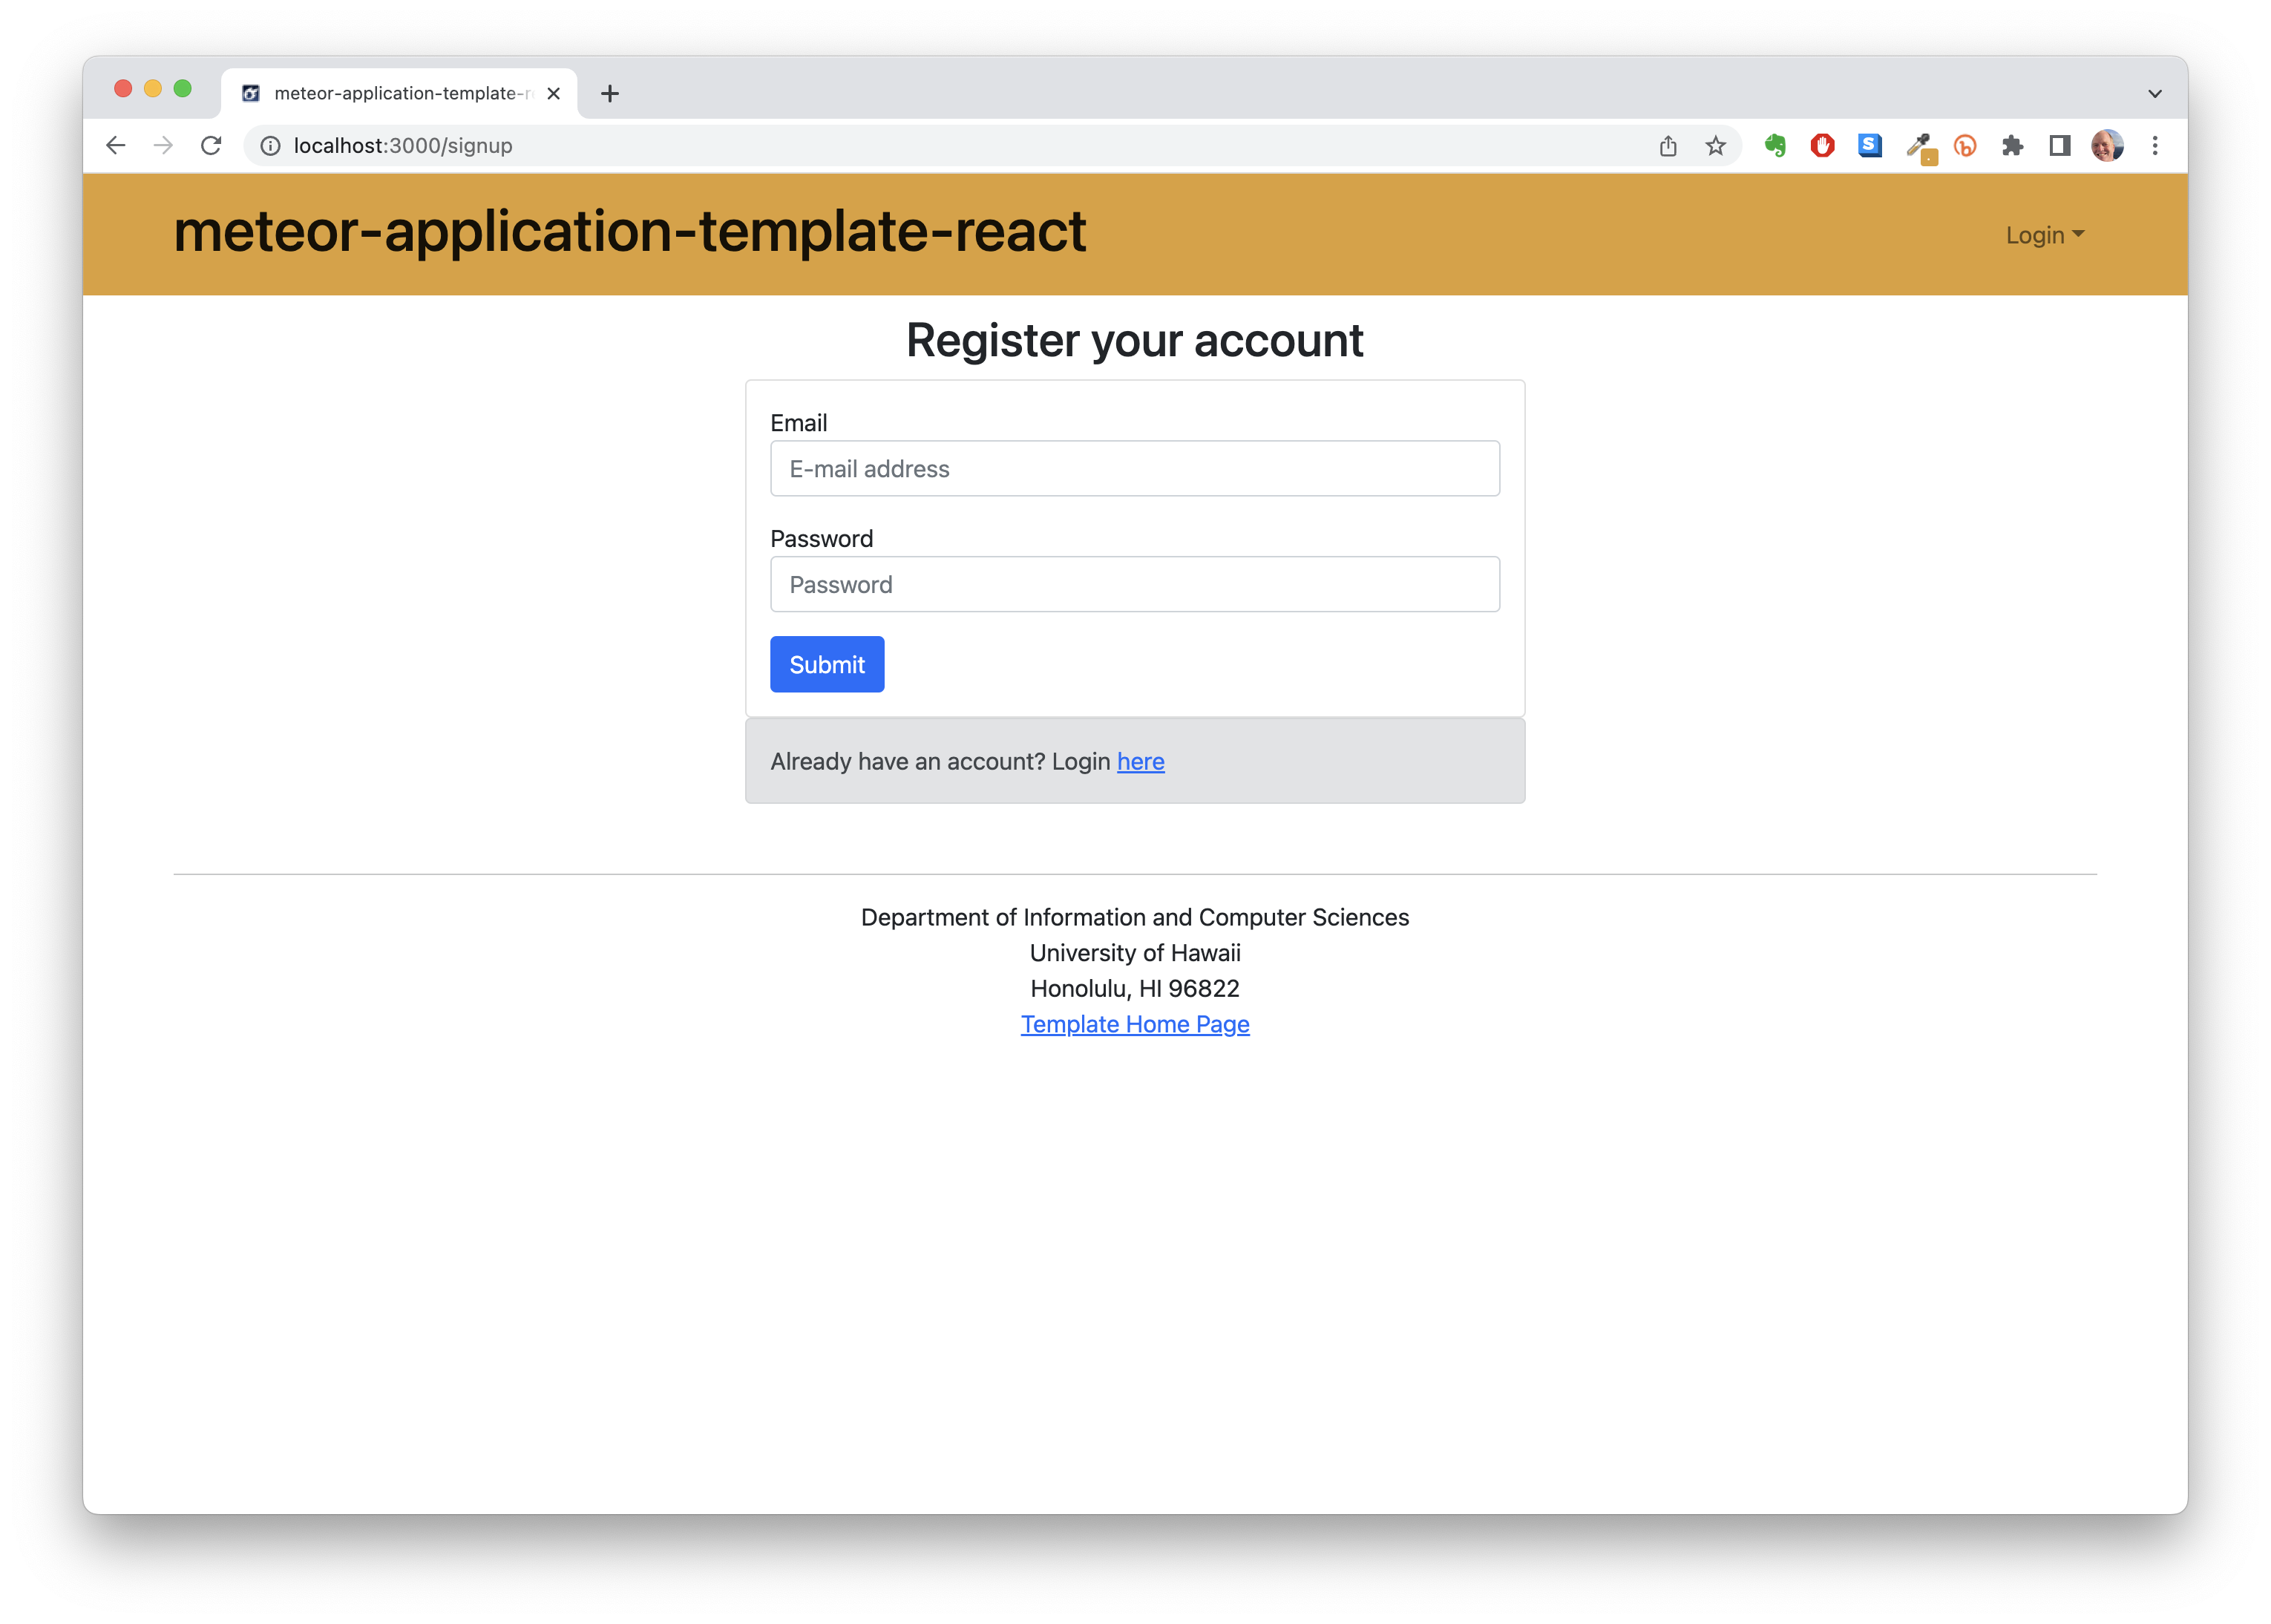 meteor-application-template-r
localhost:3000/signup
meteor-application-template-react
Login
Register your account
Email
E-mail address
Password
Password
Submit
Already have an account? Login here
Department of Information and Computer Sciences
University of Hawaii
Honolulu, HI 96822
Template Home Page